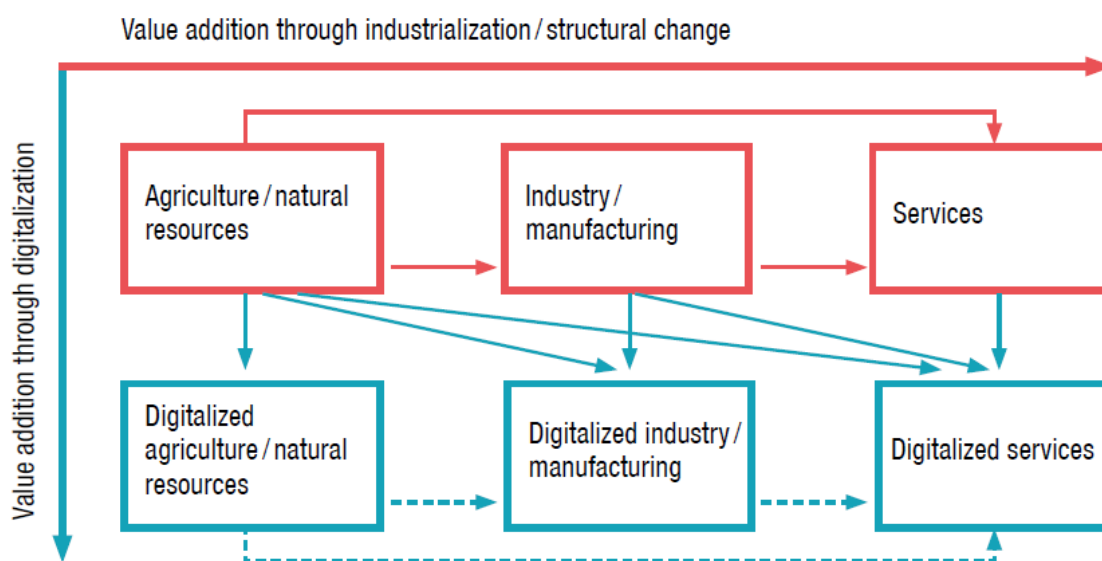 Value addition through industrialization / structural change
Value addition through digitalization
Agriculture / natural
resources
Industry /
manufacturing
Services
Digitalized
agriculture / natural
resources
Digitalized industry /
manufacturing
Digitalized services